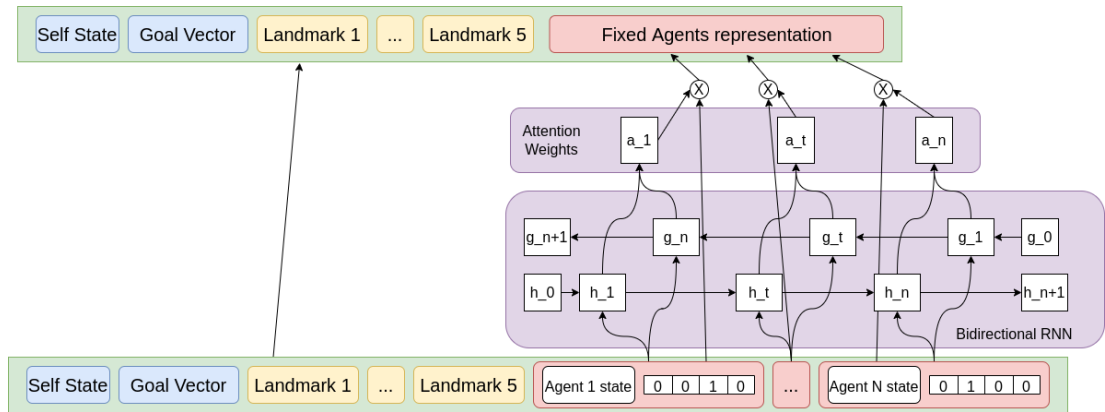 Self State Goal Vector Landmark 1 ... Landmark 5 Fixed Agents representation
X X X
Attention
Weights
a_1 a_t a_n
g_n+1 g_n g_t g_1 g_0
h_0 h_1 h_t h_n h_n+1
Bidirectional RNN
Self State Goal Vector Landmark 1 ... Landmark 5 Agent 1 state 0 0 1 0 ... Agent N state 0 1 0 0